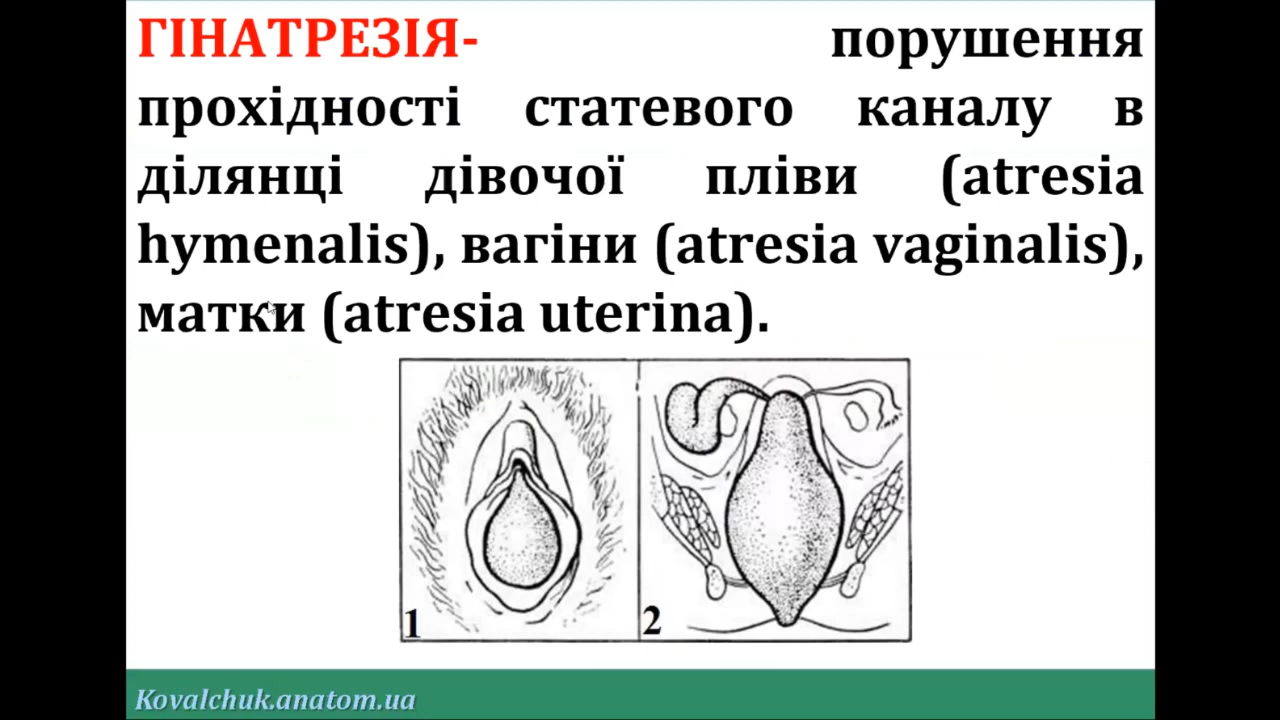 ГІНАТРЕЗІЯ- порушення
прохідності статевого каналу в
ділянці дівочої пліви (atresia
hymenalis), вагіни (atresia vaginalis),
матки (atresia uterina).
1
2
Kovalchuk.anatom.ua